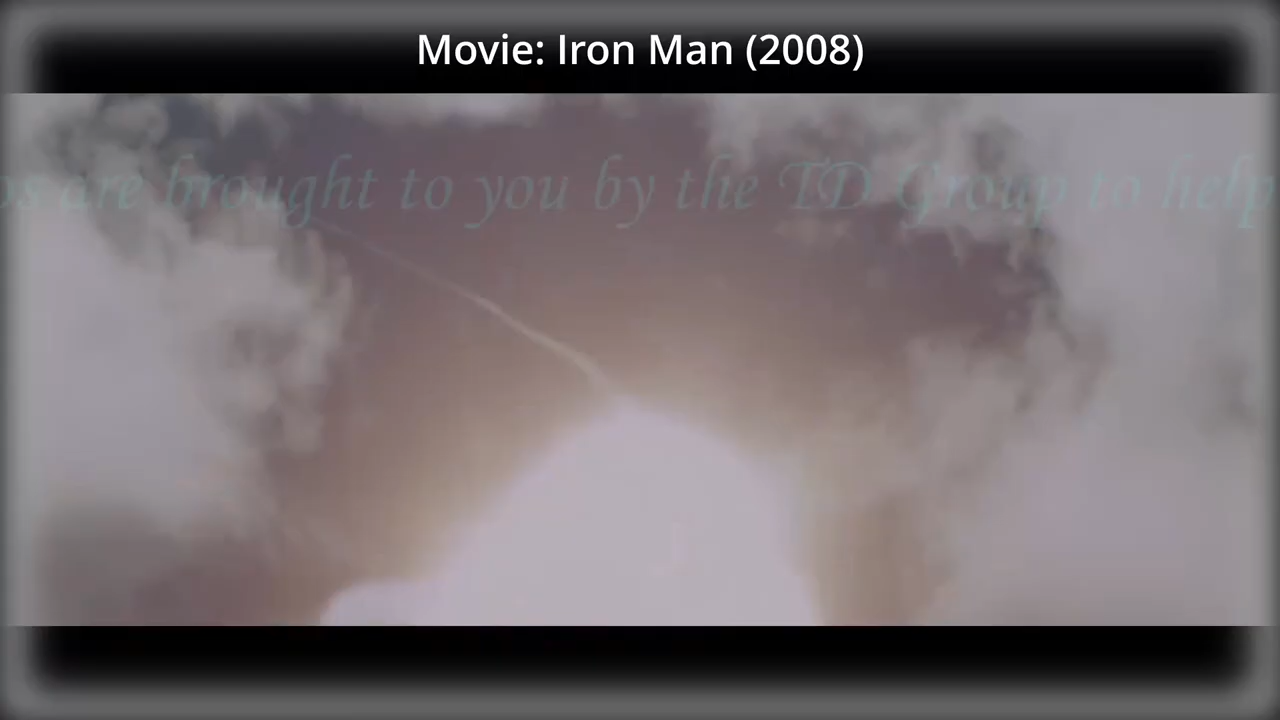 Movie: Iron Man (2008)
are brought to you by the TD Group to help